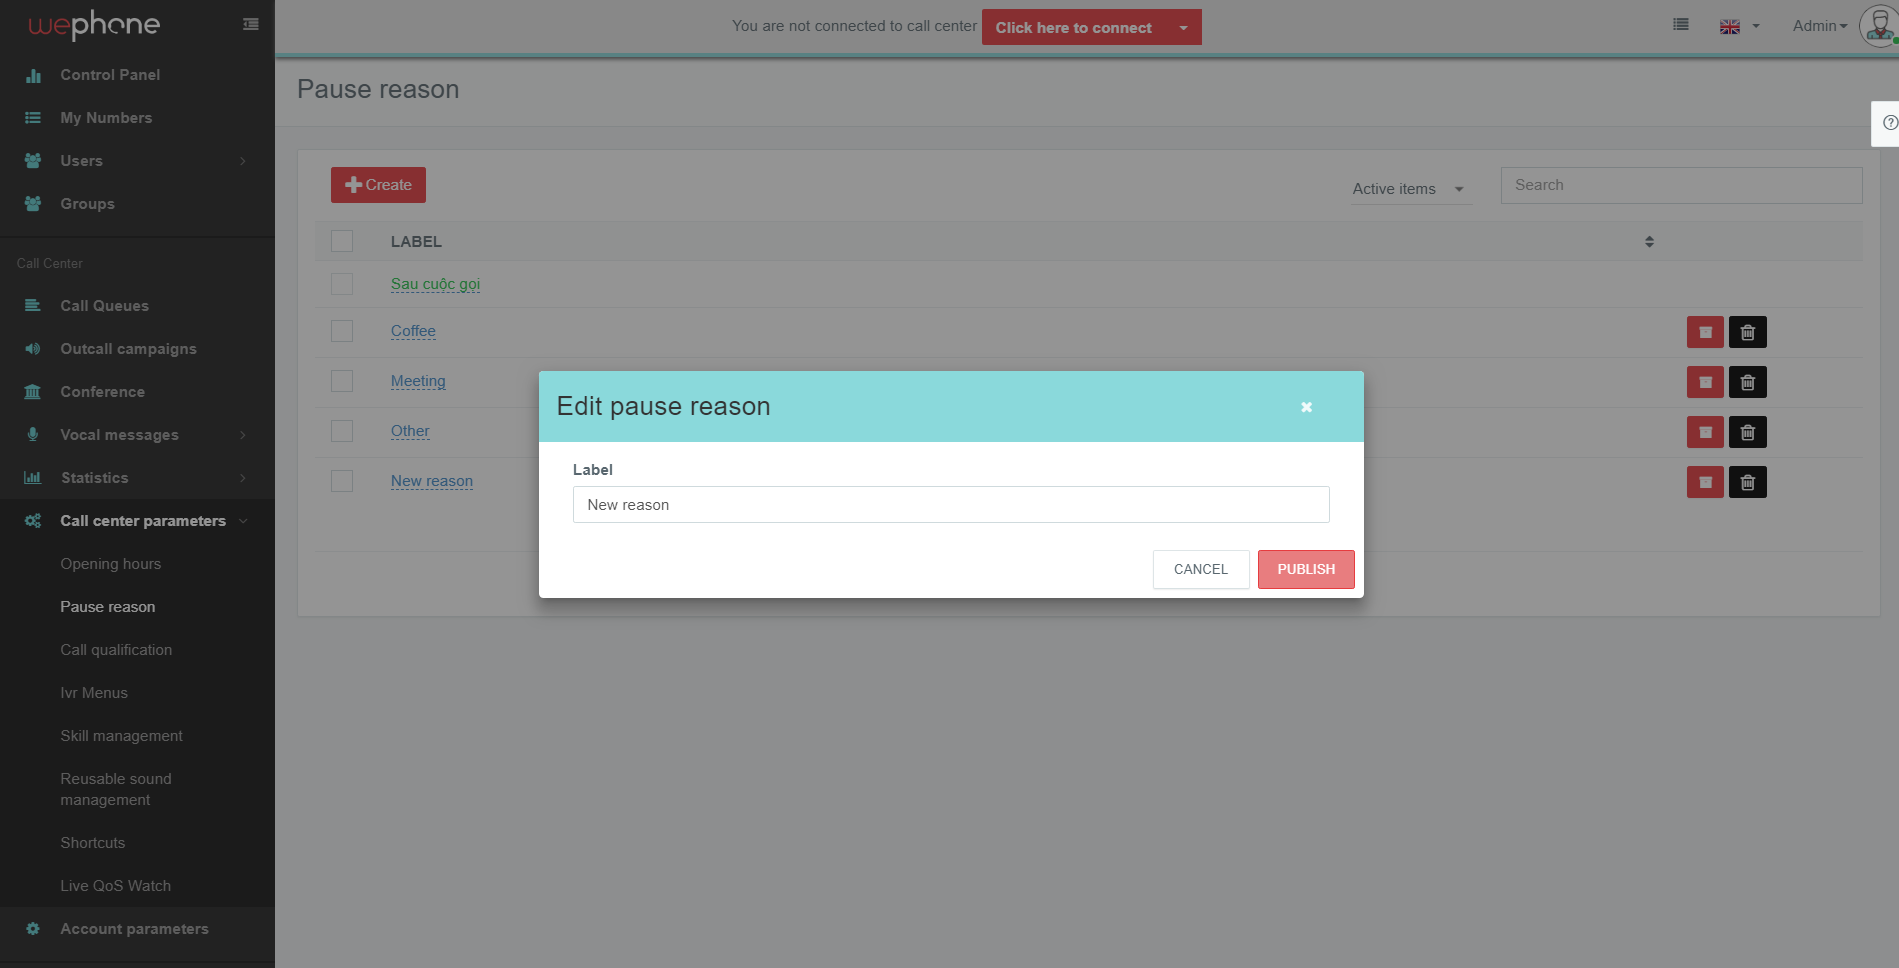 wephone
Control Panel
My Numbers
Users
Groups
Call Center
Call Queues
Outcall campaigns
Conference
Vocal messages
Statistics
Call center parameters
Opening hours
Pause reason
Call qualification
Ivr Menus
Skill management
Reusable sound
management
Shortcuts
Live QoS Watch
Account parameters
You are not connected to call center Click here to connect
Admin
Pause reason
Create
Active items
Search
LABEL
Sau cuộc gọi
Coffee
Meeting
Other
New reason
Edit pause reason
Label
New reason
CANCEL
PUBLISH